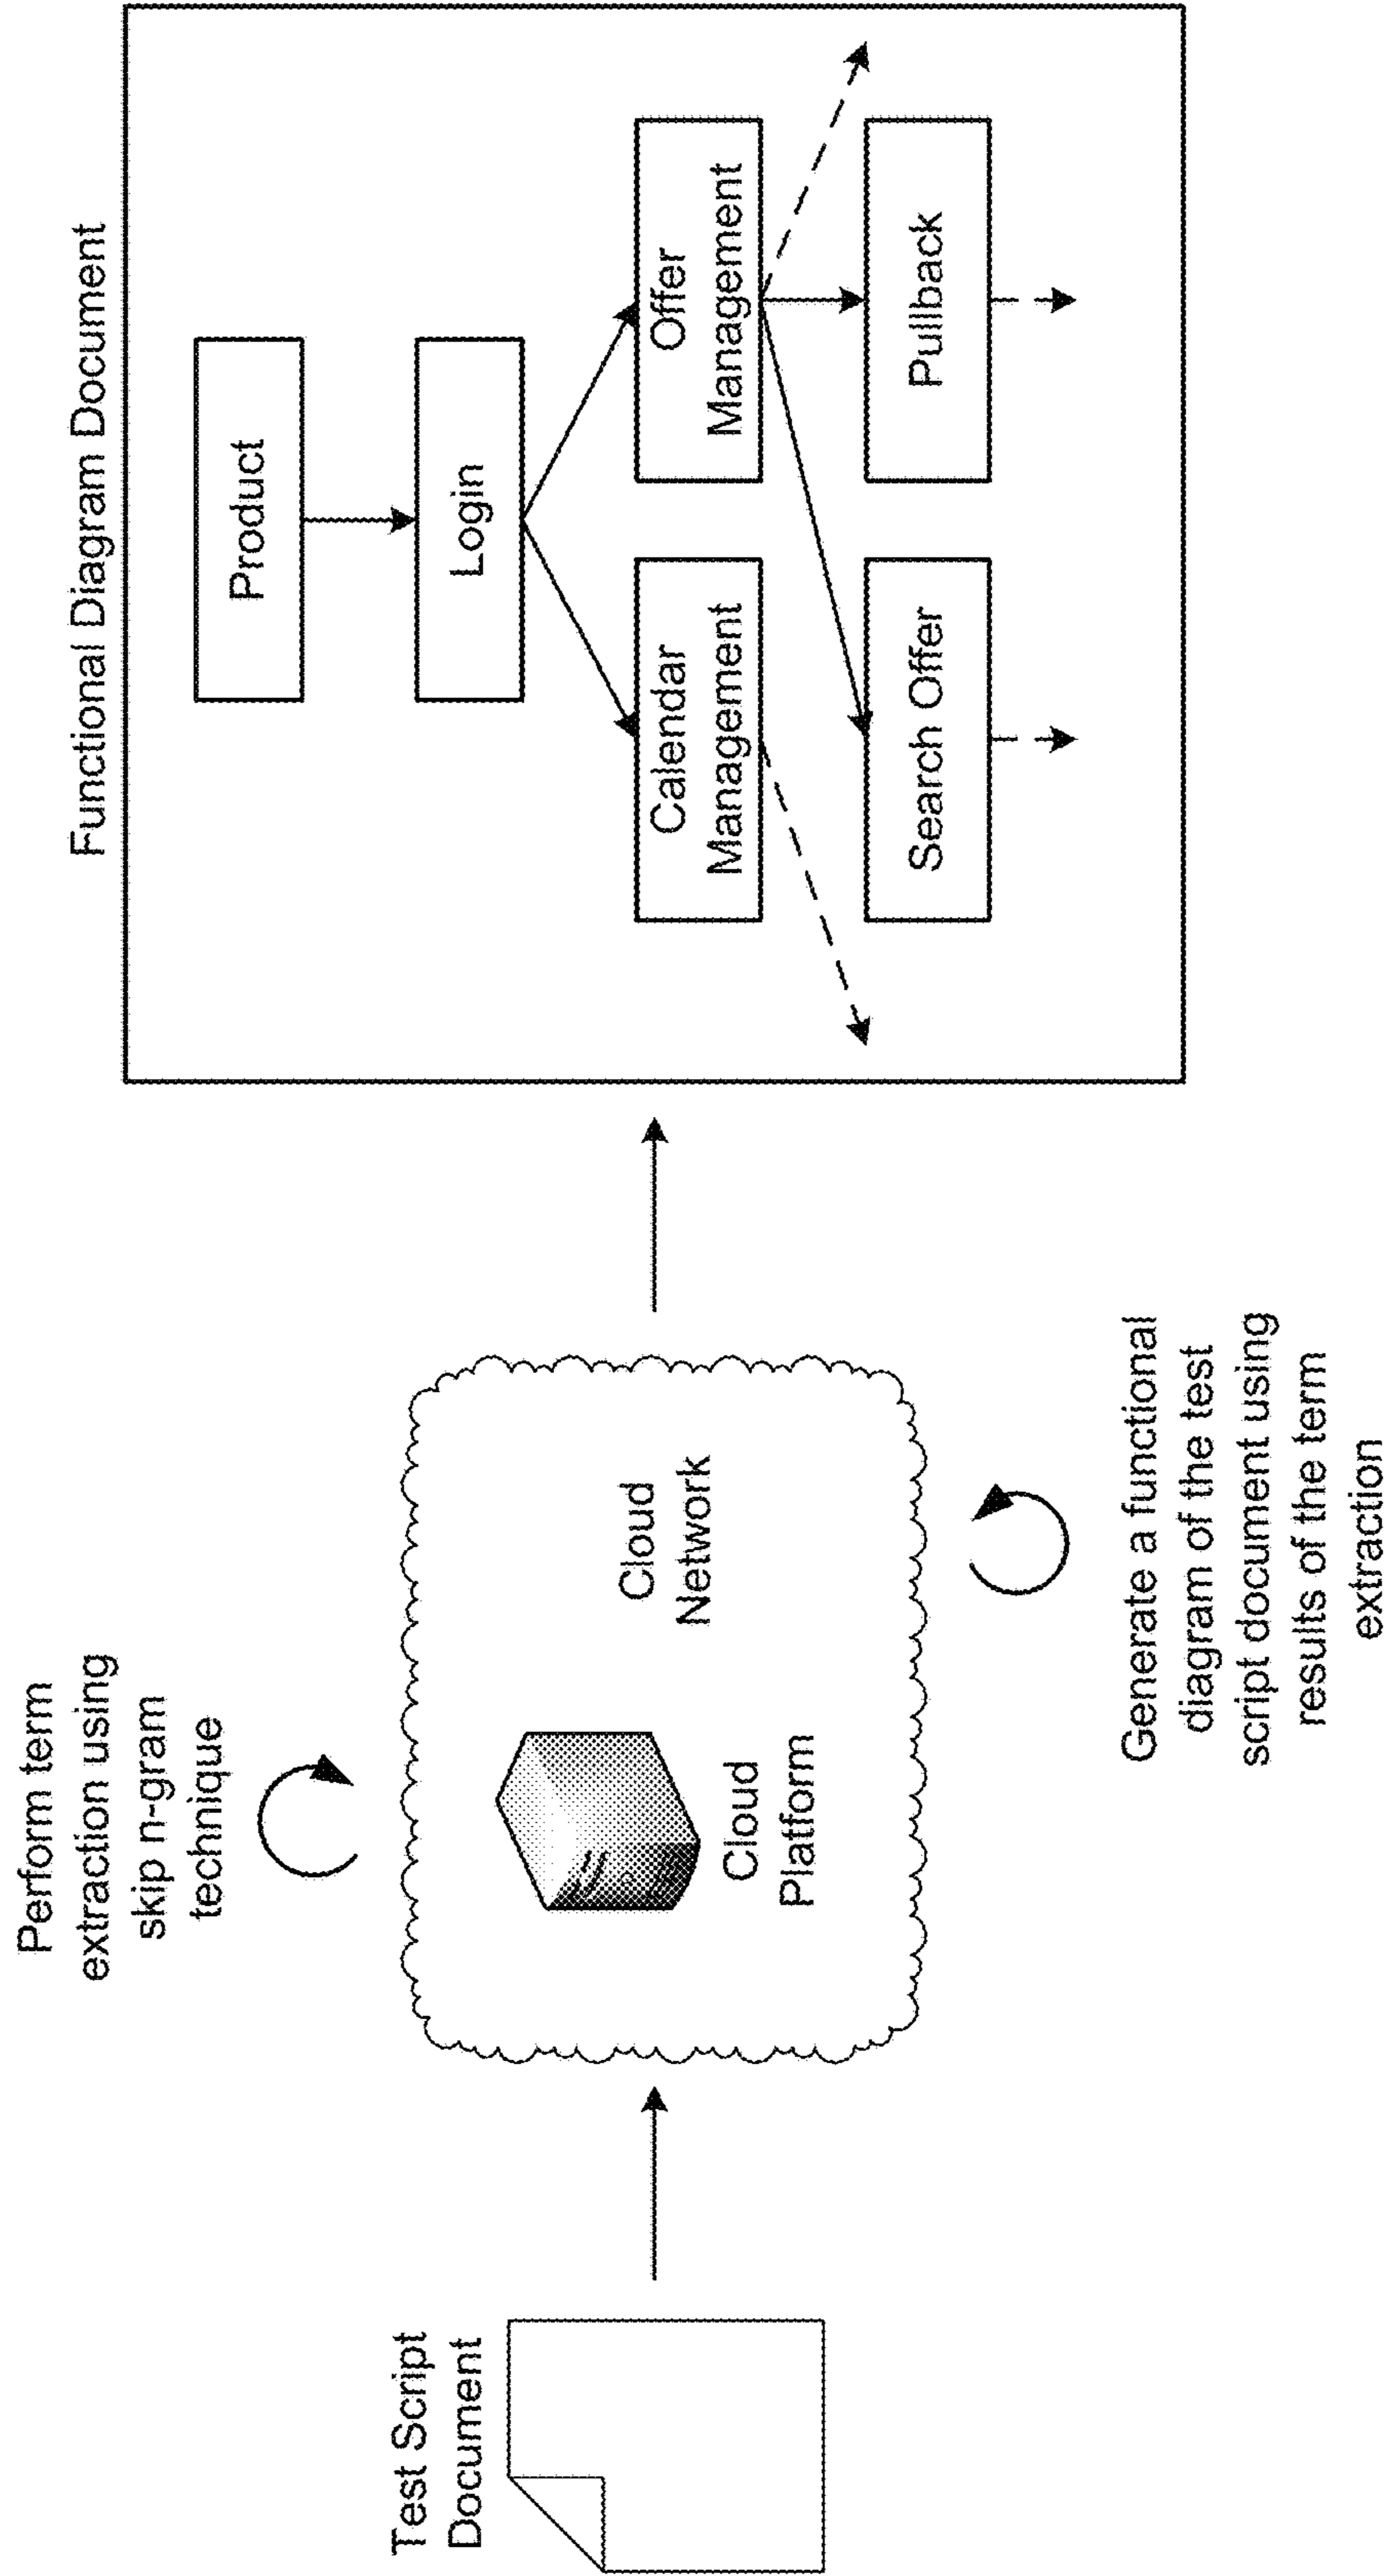 Test Script
Document
Perform term
extraction using
skip n-gram
technique
Cloud
Platform
Cloud
Network
Generate a functional
diagram of the test
script document using
results of the term
extraction
Functional Diagram Document
Product
Login
Calendar
Management
Offer
Management
Search Offer
Pullback